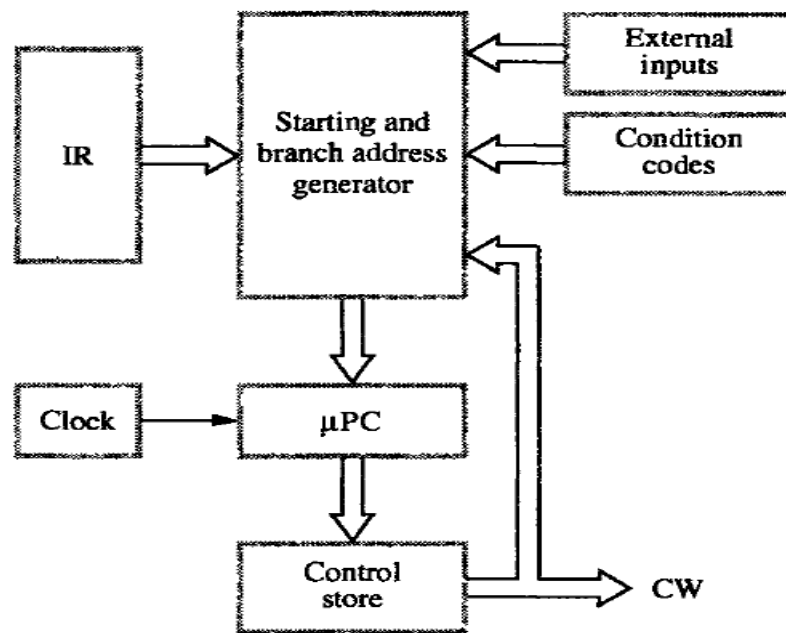 External
inputs
IR
Starting and
branch address
generator
Condition
codes
Clock
μPC
Control
store
CW